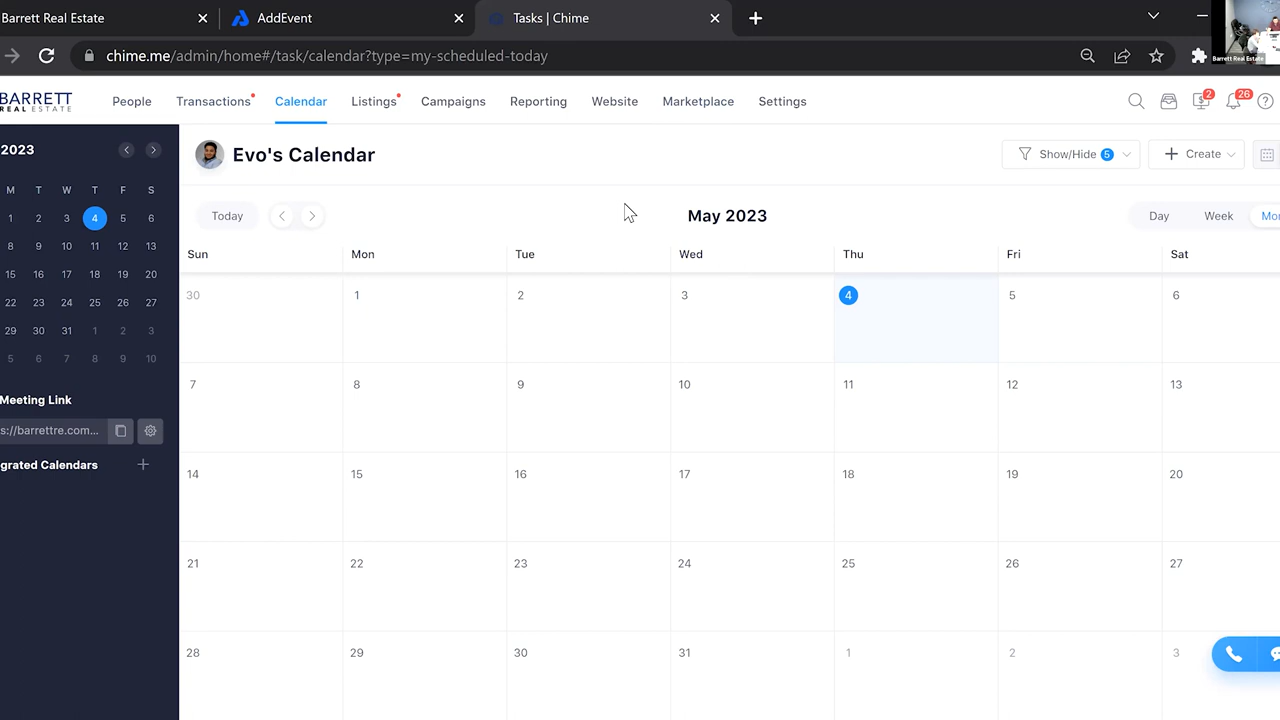 Barrett Real Estate
AddEvent
Tasks | Chime
chime.me/admin/home#/task/calendar?type=my-scheduled-today
Barrett Real Estate
BARRETT
REAL ESTATE
People
Transactions
Calendar
Listings
Campaigns
Reporting
Website
Marketplace
Settings
2
26
?
2023
M T W T F S
1 2 3 4 5 6
8 9 10 11 12 13
15 16 17 18 19 20
22 23 24 25 26 27
29 30 31 1 2 3
5 6 7 8 9 10
Meeting Link
s://barrettre.com...
grated Calendars
Evo's Calendar
Show/Hide 5
Create
Today
May 2023
Day Week Mon
Sun Mon Tue Wed Thu Fri Sat
30 1 2 3 4 5 6
7 8 9 10 11 12 13
14 15 16 17 18 19 20
21 22 23 24 25 26 27
28 29 30 31 1 2 3